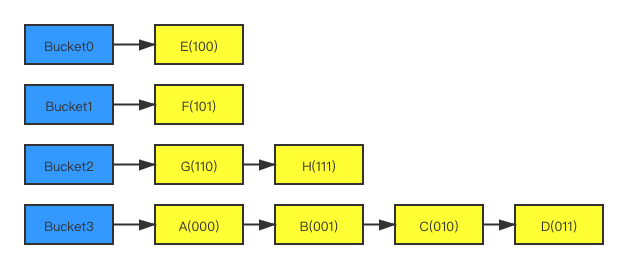 Bucket0 E(100)
Bucket1 F(101)
Bucket2 G(110) H(111)
Bucket3 A(000) B(001) C(010) D(011)